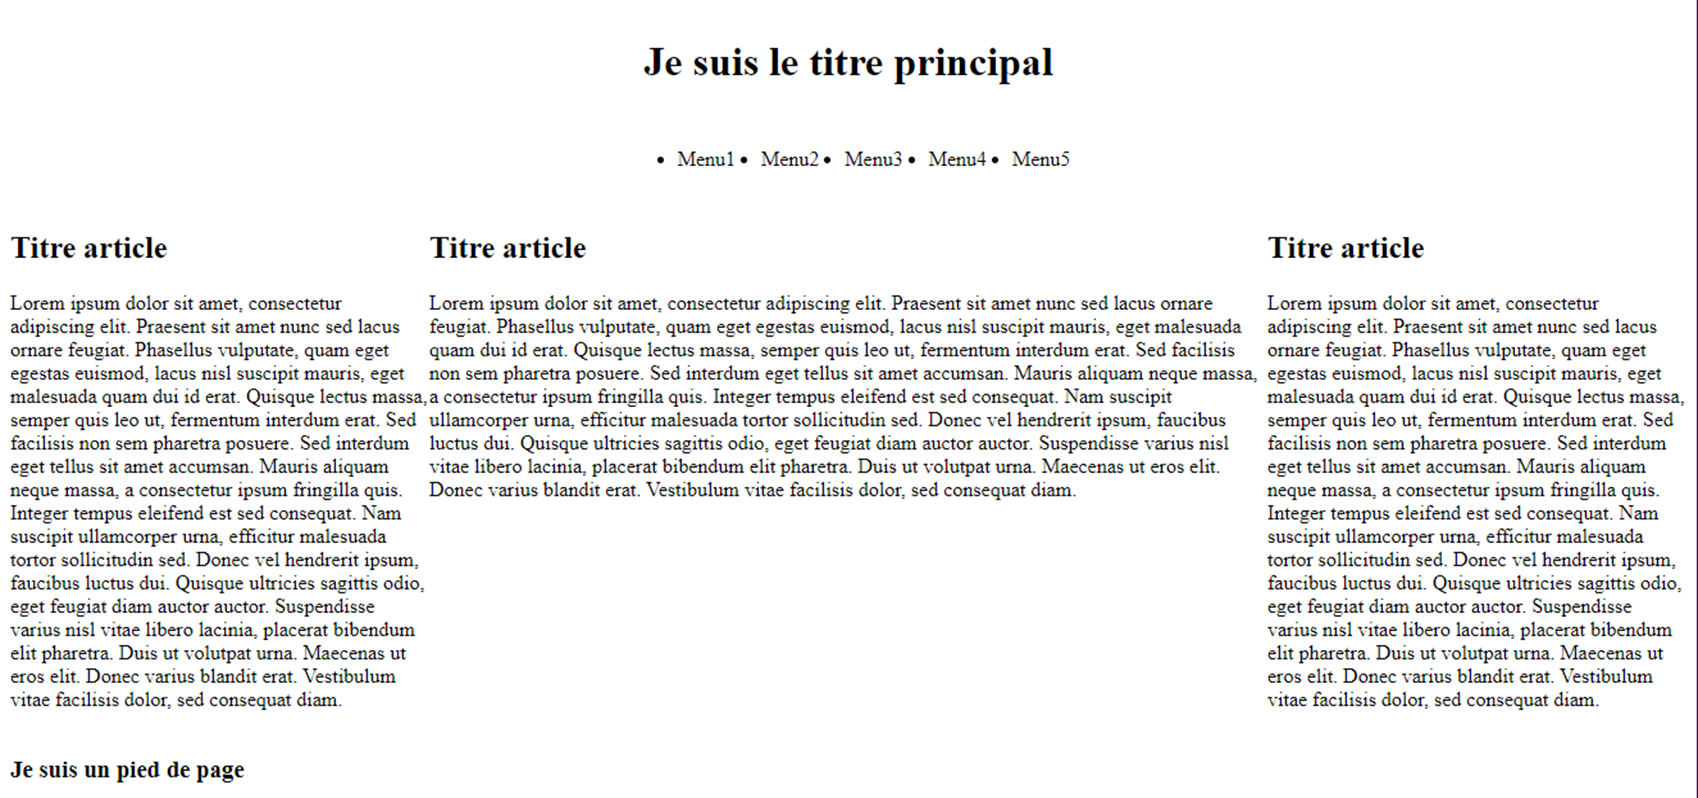 Je suis le titre principal
• Menu1 • Menu2 • Menu3 • Menu4 • Menu5
Titre article
Lorem ipsum dolor sit amet, consectetur
adipiscing elit. Praesent sit amet nunc sed lacus
ornare feugiat. Phasellus vulputate, quam eget
egestas euismod, lacus nisl suscipit mauris, eget
malesuada quam dui id erat. Quisque lectus massa,
semper quis leo ut, fermentum interdum erat. Sed
facilisis non sem pharetra posuere. Sed interdum
eget tellus sit amet accumsan. Mauris aliquam
neque massa, a consectetur ipsum fringilla quis.
Integer tempus eleifend est sed consequat. Nam
suscipit ullamcorper urna, efficitur malesuada
tortor sollicitudin sed. Donec vel hendrerit ipsum,
faucibus luctus dui. Quisque ultricies sagittis odio,
eget feugiat diam auctor auctor. Suspendisse
varius nisl vitae libero lacinia, placerat bibendum
elit pharetra. Duis ut volutpat urna. Maecenas ut
eros elit. Donec varius blandit erat. Vestibulum
vitae facilisis dolor, sed consequat diam.
Titre article
Lorem ipsum dolor sit amet, consectetur adipiscing elit. Praesent sit amet nunc sed lacus ornare
feugiat. Phasellus vulputate, quam eget egestas euismod, lacus nisl suscipit mauris, eget malesuada
quam dui id erat. Quisque lectus massa, semper quis leo ut, fermentum interdum erat. Sed facilisis
non sem pharetra posuere. Sed interdum eget tellus sit amet accumsan. Mauris aliquam neque massa,
a consectetur ipsum fringilla quis. Integer tempus eleifend est sed consequat. Nam suscipit
ullamcorper urna, efficitur malesuada tortor sollicitudin sed. Donec vel hendrerit ipsum, faucibus
luctus dui. Quisque ultricies sagittis odio, eget feugiat diam auctor auctor. Suspendisse varius nisl
vitae libero lacinia, placerat bibendum elit pharetra. Duis ut volutpat urna. Maecenas ut eros elit.
Donec varius blandit erat. Vestibulum vitae facilisis dolor, sed consequat diam.
Titre article
Lorem ipsum dolor sit amet, consectetur
adipiscing elit. Praesent sit amet nunc sed lacus
ornare feugiat. Phasellus vulputate, quam eget
egestas euismod, lacus nisl suscipit mauris, eget
malesuada quam dui id erat. Quisque lectus massa,
semper quis leo ut, fermentum interdum erat. Sed
facilisis non sem pharetra posuere. Sed interdum
eget tellus sit amet accumsan. Mauris aliquam
neque massa, a consectetur ipsum fringilla quis.
Integer tempus eleifend est sed consequat. Nam
suscipit ullamcorper urna, efficitur malesuada
tortor sollicitudin sed. Donec vel hendrerit ipsum,
faucibus luctus dui. Quisque ultricies sagittis odio,
eget feugiat diam auctor auctor. Suspendisse
varius nisl vitae libero lacinia, placerat bibendum
elit pharetra. Duis ut volutpat urna. Maecenas ut
eros elit. Donec varius blandit erat. Vestibulum
vitae facilisis dolor, sed consequat diam.
Je suis un pied de page